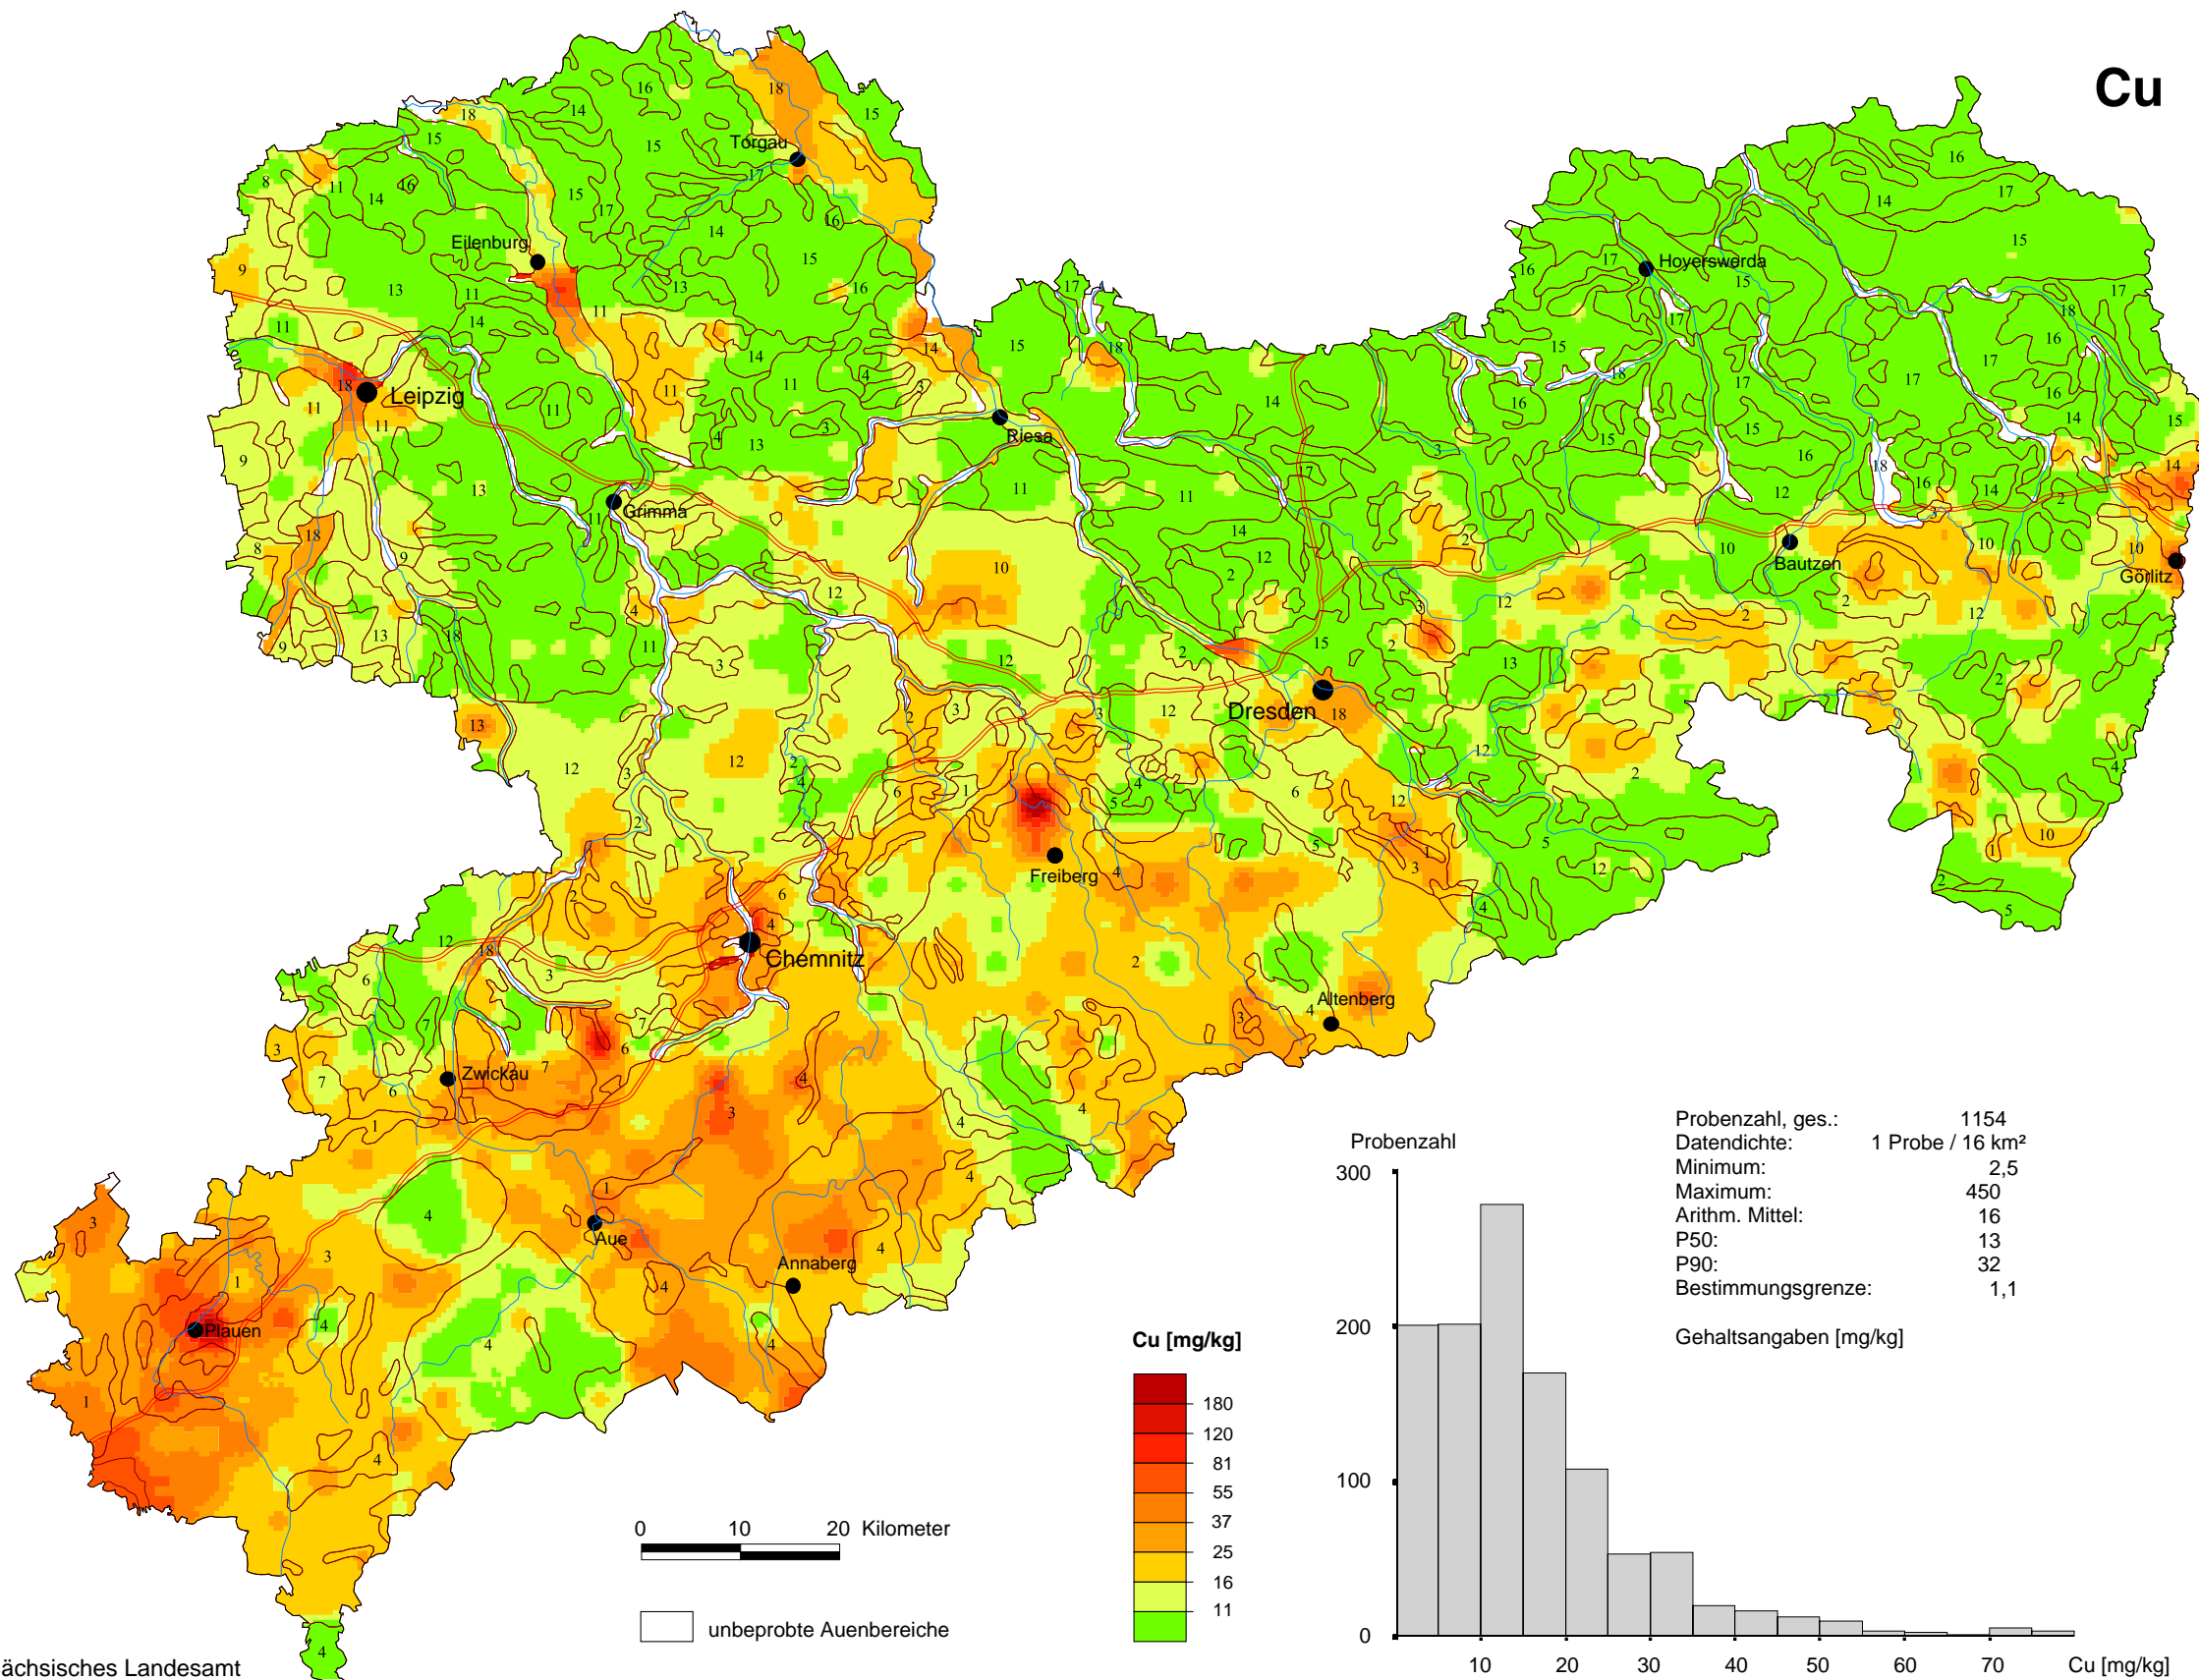 Cu
Torgau
Eilenburg
Hoyerswerda
Leipzig
Riesa
Grimma
Bautzen
Görlitz
Dresden
Freiberg
Chemnitz
Altenberg
Zwickau
Aue
Annaberg
Plauen
Probenzahl, ges.: 1154
Datendichte: 1 Probe / 16 km²
Minimum: 2,5
Maximum: 450
Arithm. Mittel: 16
P50: 13
P90: 32
Bestimmungsgrenze: 1,1
Gehaltsangaben [mg/kg]
Probenzahl
300
200
100
0
10 20 30 40 50 60 70 Cu [mg/kg]
Cu [mg/kg]
180
120
81
55
37
25
16
11
0 10 20 Kilometer
unbeprobte Auenbereiche
ächsisches Landesamt